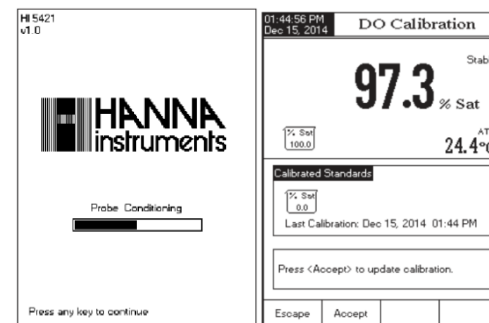 HI 5421
v1.0
HANNA
instruments
Probe Conditioning
Press any key to continue
01:44:56 PM
Dec 15, 2014
DO Calibration
Stab
97.3 % Sat
% Sat
100.0
AT
24.4°
Calibrated Standards
% Sat
0.0
Last Calibration: Dec 15, 2014 01:44 PM
Press <Accept> to update calibration.
Escape Accept